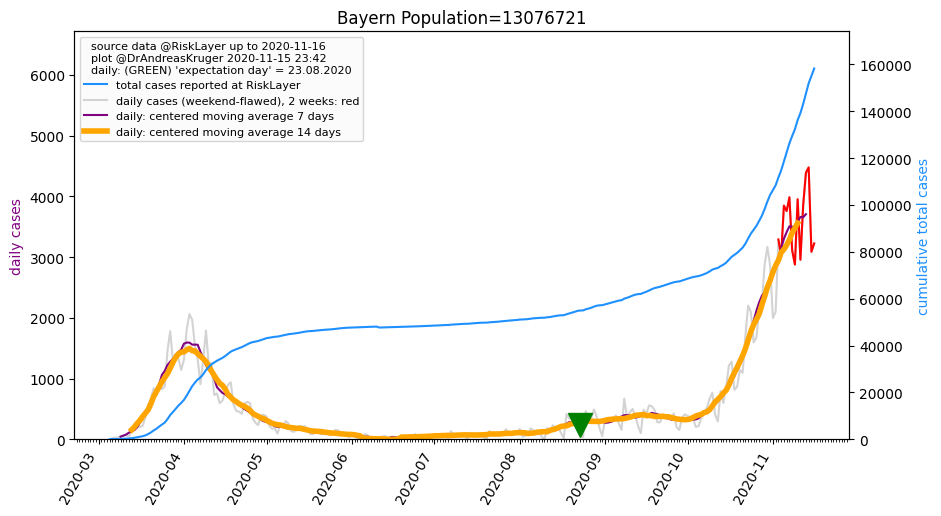 Bayern Population=13076721
source data @RiskLayer up to 2020-11-16
plot @DrAndreasKruger 2020-11-15 23:42
daily: (GREEN) 'expectation day' = 23.08.2020
total cases reported at RiskLayer
daily cases (weekend-flawed), 2 weeks: red
daily: centered moving average 7 days
daily: centered moving average 14 days
daily cases
6000
5000
4000
3000
2000
1000
0
160000
140000
120000
100000
80000
60000
40000
20000
0
cumulative total cases
2020-03
2020-04
2020-05
2020-06
2020-07
2020-08
2020-09
2020-10
2020-11